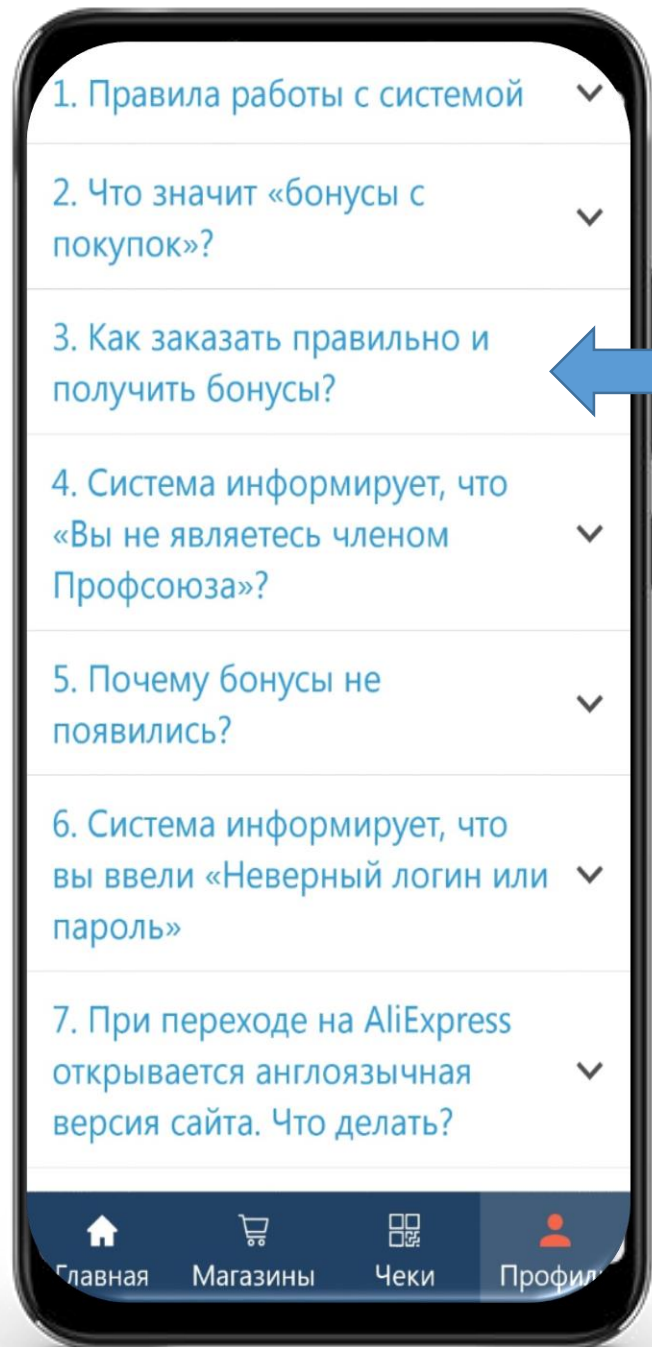 1. Правила работы с системой
2. Что значит «бонусы с
покупок»?
3. Как заказать правильно и
получить бонусы?
4. Система информирует, что
«Вы не являетесь членом
Профсоюза»?
5. Почему бонусы не
появились?
6. Система информирует, что
вы ввели «Неверный логин или
пароль»
7. При переходе на AliExpress
открывается англоязычная
версия сайта. Что делать?
Главная Магазины Чеки Профиль